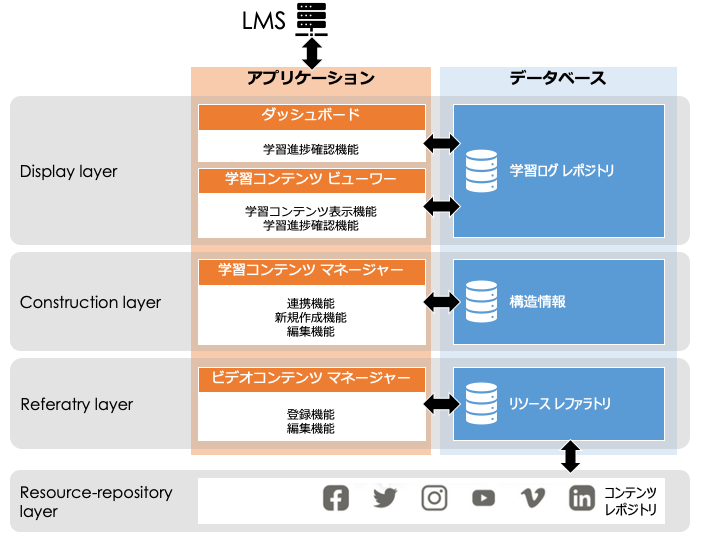 LMS
アプリケーション
データベース
Display layer
ダッシュボード
学習進捗確認機能
学習コンテンツ ビューワー
学習コンテンツ表示機能
学習進捗確認機能
学習ログ レポジトリ
Construction layer
学習コンテンツ マネージャー
連携機能
新規作成機能
編集機能
構造情報
Referatry layer
ビデオコンテンツ マネージャー
登録機能
編集機能
リソース レファラトリ
Resource-repository
layer
コンテンツ
レポジトリ